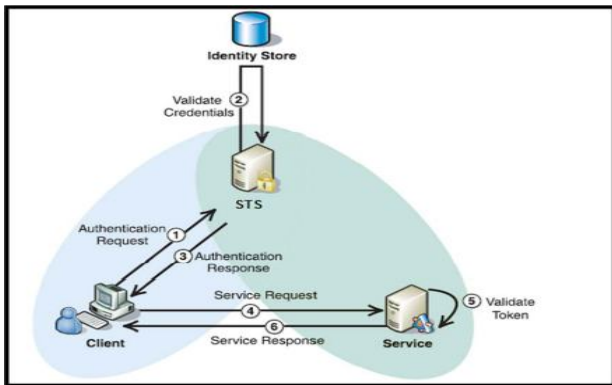 Identity Store
Validate
Credentials
2
STS
Authentication
Request
1
3
Authentication
Response
Service Request
4
5
Validate
Token
6
Client
Service Response
Service